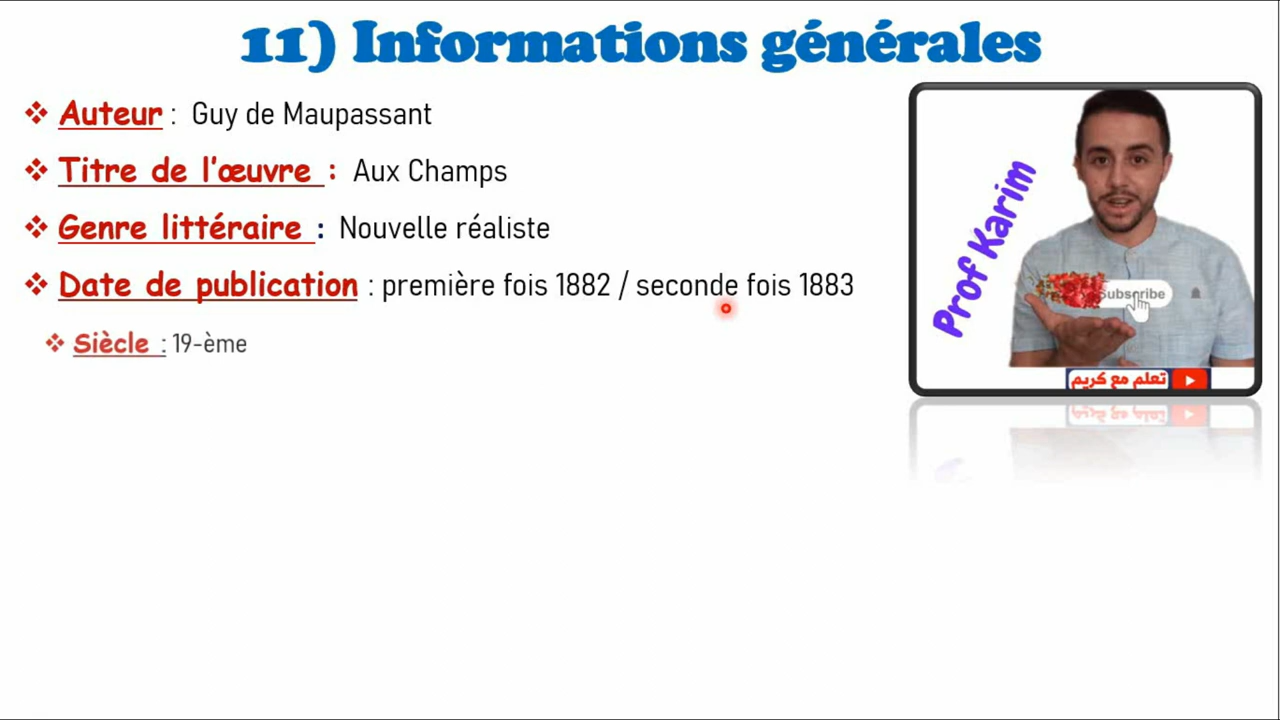 11) Informations générales
❖ Auteur : Guy de Maupassant
❖ Titre de l’œuvre : Aux Champs
❖ Genre littéraire : Nouvelle réaliste
❖ Date de publication : première fois 1882 / seconde fois 1883
❖ Siècle : 19-ème
Prof Karim
ubscribe
تعلم مع كريم